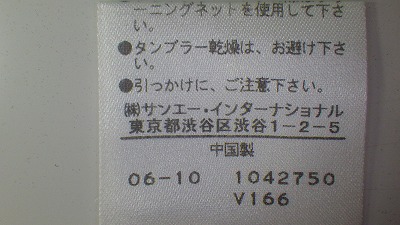 ーニングネットを使用して下さ
い。
●タンブラー乾燥は、お避け下さ
い。
●引っかけに、ご注意下さい。
㈱サンエー・インターナショナル
東京都渋谷区渋谷1-2-5
中国製
06-10 1042750
V166